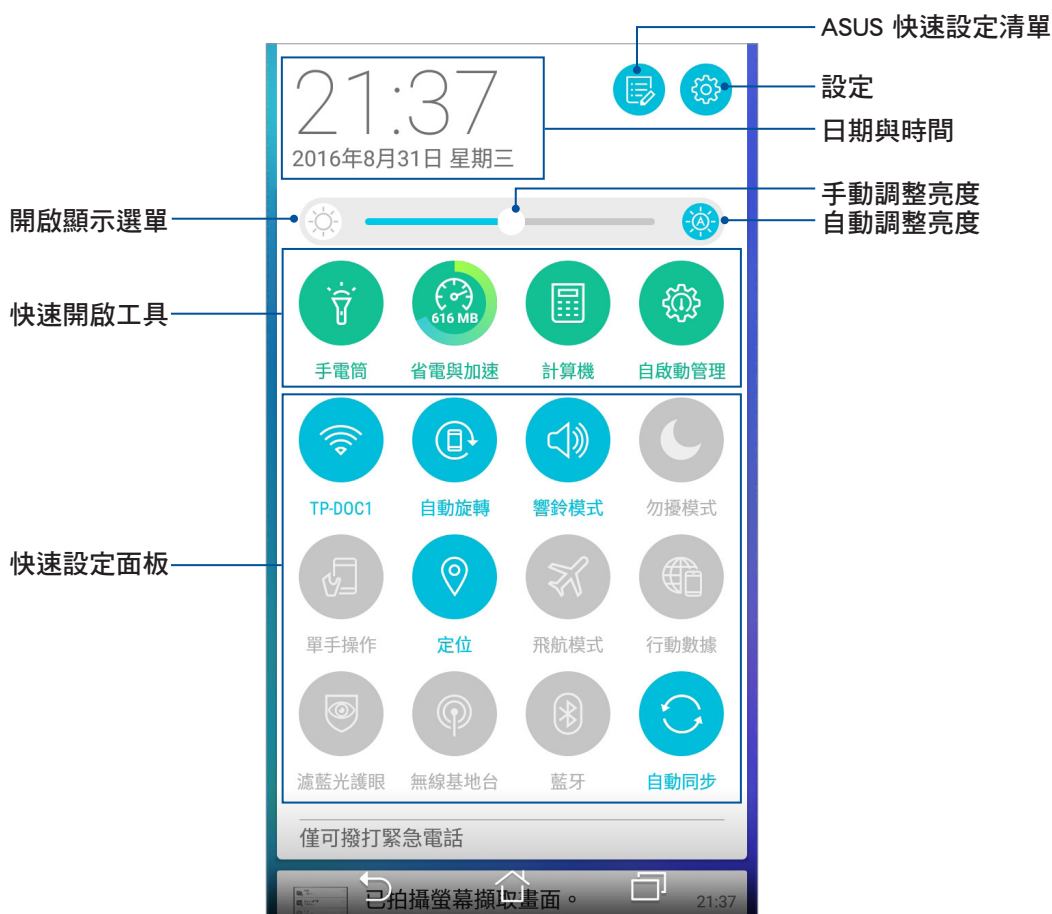 ASUS 快速設定清單
設定
日期與時間
手動調整亮度
自動調整亮度
開啟顯示選單
快速開啟工具
快速設定面板
21:37
2016年8月31日 星期三
A
616 MB
手電筒 省電與加速 計算機 自啟動管理
TP-DOC1 自動旋轉 響鈴模式 勿擾模式
單手操作 定位 飛航模式 行動數據
濾藍光護眼 無線基地台 藍牙 自動同步
僅可撥打緊急電話
已拍攝螢幕擷取畫面。 21:37